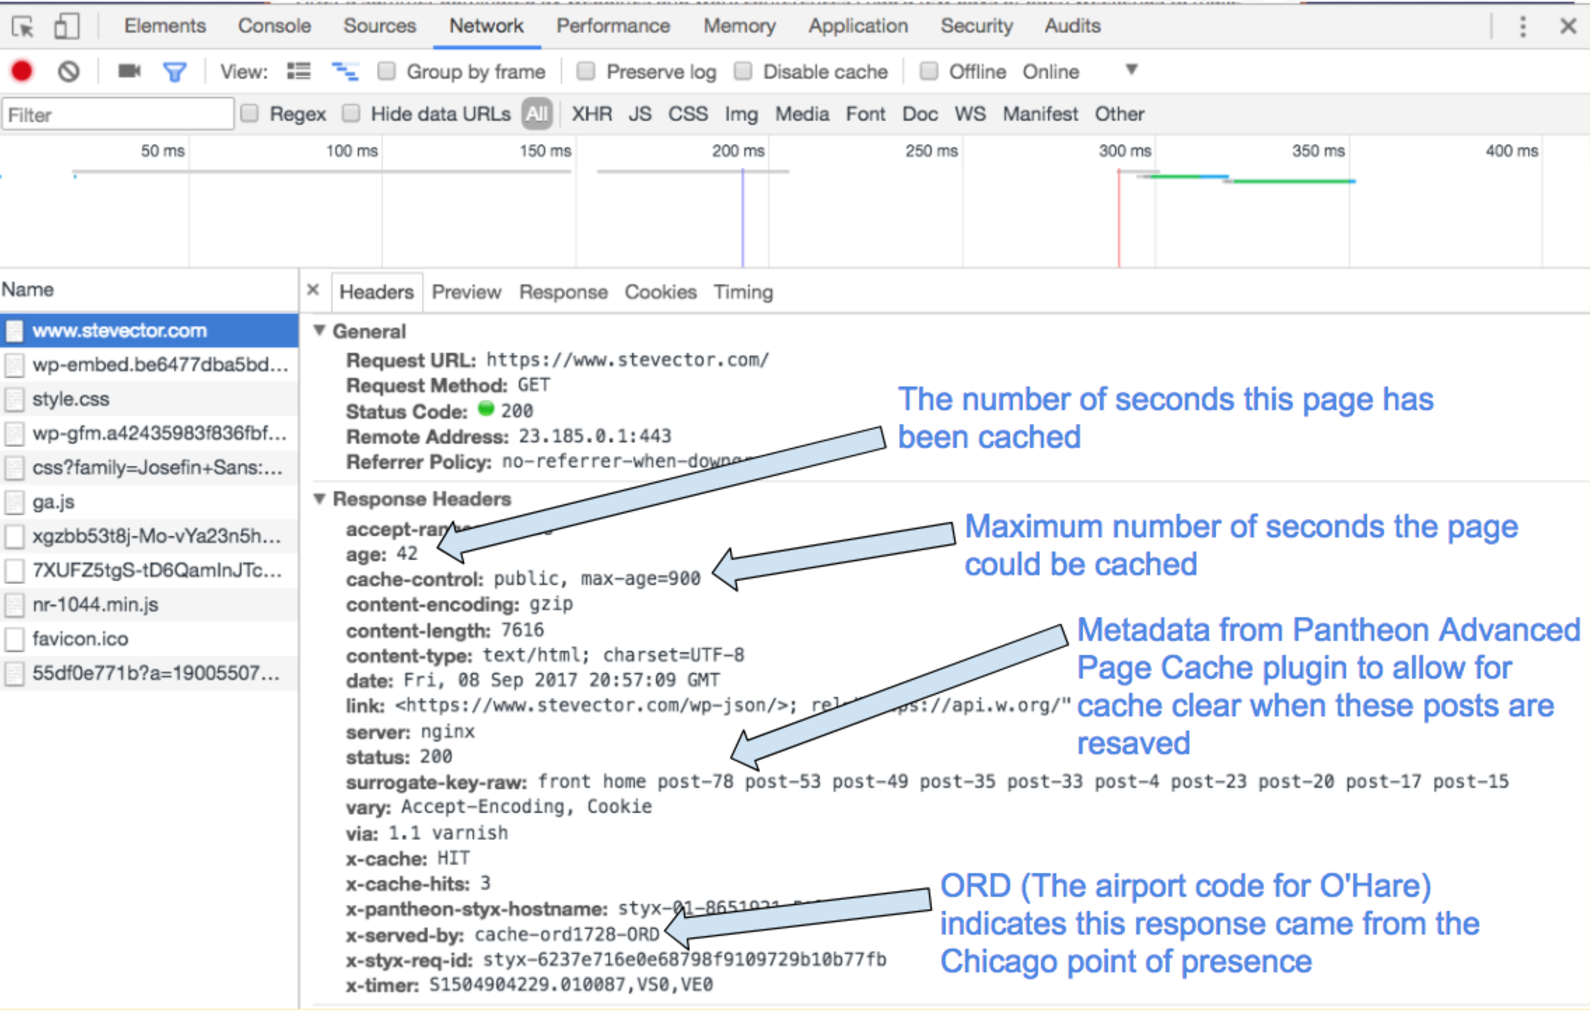 Elements Console Sources Network Performance Memory Application Security Audits
View: Group by frame Preserve log Disable cache Offline Online
Filter Regex Hide data URLs All XHR JS CSS Img Media Font Doc WS Manifest Other
50 ms 100 ms 150 ms 200 ms 250 ms 300 ms 350 ms 400 ms
Name
www.stevector.com
wp-embed.be6477dba5bd...
style.css
wp-gfm.a42435983f836fbf...
css?family=Josefin+Sans:...
ga.js
xgzbb53t8j-Mo-vYa23n5h...
7XUFZ5tgS-tD6QamInJTc...
nr-1044.min.js
favicon.ico
55df0e771b?a=19005507...
Headers Preview Response Cookies Timing
General
Request URL: https://www.stevector.com/
Request Method: GET
Status Code: 200
Remote Address: 23.185.0.1:443
Referrer Policy: no-referrer-when-downgr
Response Headers
accept-rang
age: 42
cache-control: public, max-age=900
content-encoding: gzip
content-length: 7616
content-type: text/html; charset=UTF-8
date: Fri, 08 Sep 2017 20:57:09 GMT
link: <https://www.stevector.com/wp-json/>; rel ps://api.w.org/"
server: nginx
status: 200
surrogate-key-raw: front home post-78 post-53 post-49 post-35 post-33 post-4 post-23 post-20 post-17 post-15
vary: Accept-Encoding, Cookie
via: 1.1 varnish
x-cache: HIT
x-cache-hits: 3
x-pantheon-styx-hostname: styx-01-8651921
x-served-by: cache-ord1728-ORD
x-styx-req-id: styx-6237e716e0e68798f9109729b10b77fb
x-timer: S1504904229.010087,VS0,VE0
The number of seconds this page has
been cached
Maximum number of seconds the page
could be cached
Metadata from Pantheon Advanced
Page Cache plugin to allow for
cache clear when these posts are
resaved
ORD (The airport code for O'Hare)
indicates this response came from the
Chicago point of presence